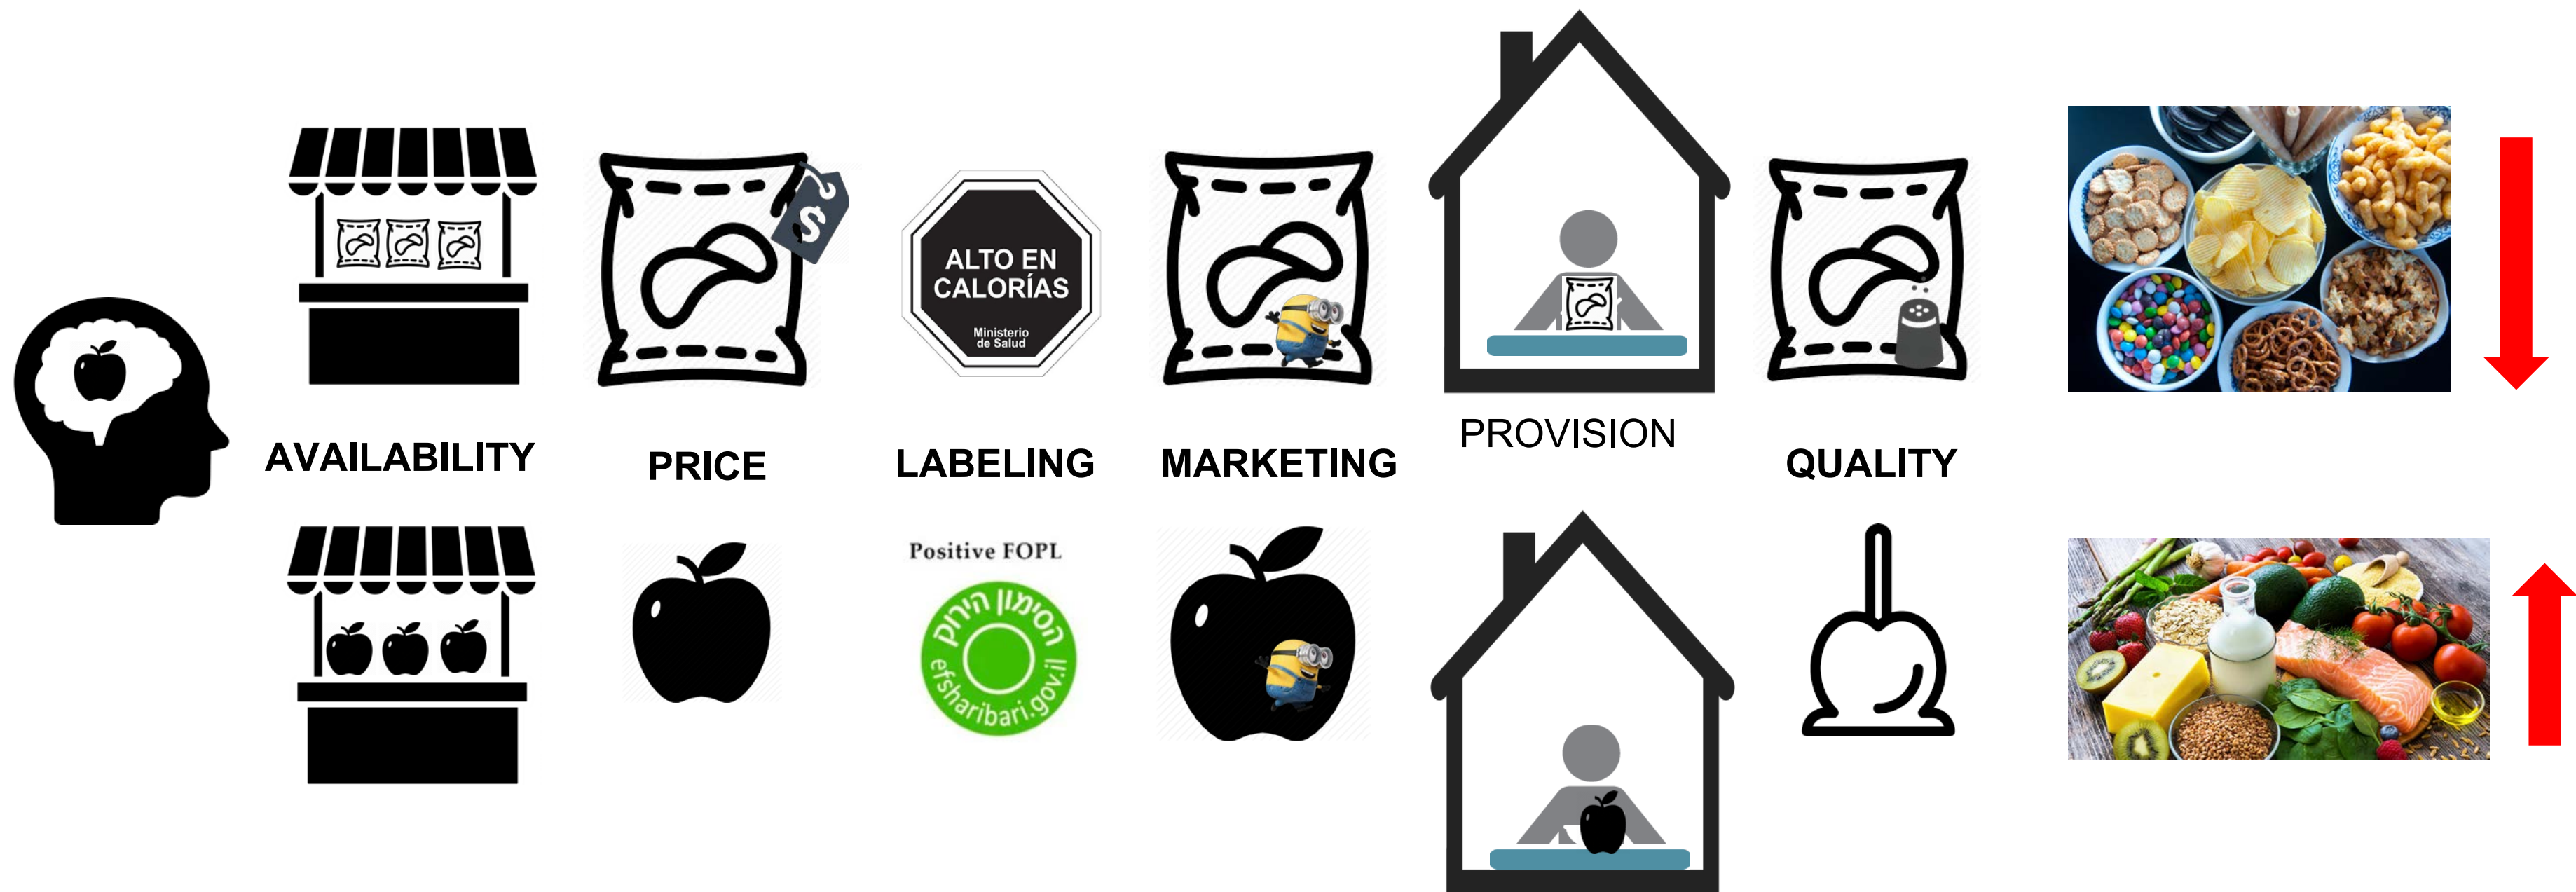 $
ALTO EN
CALORÍAS
Ministerio
de Salud
AVAILABILITY
PRICE
LABELING
MARKETING
PROVISION
QUALITY
Positive FOPL
הסימון הירוק
efsharibari.gov.il